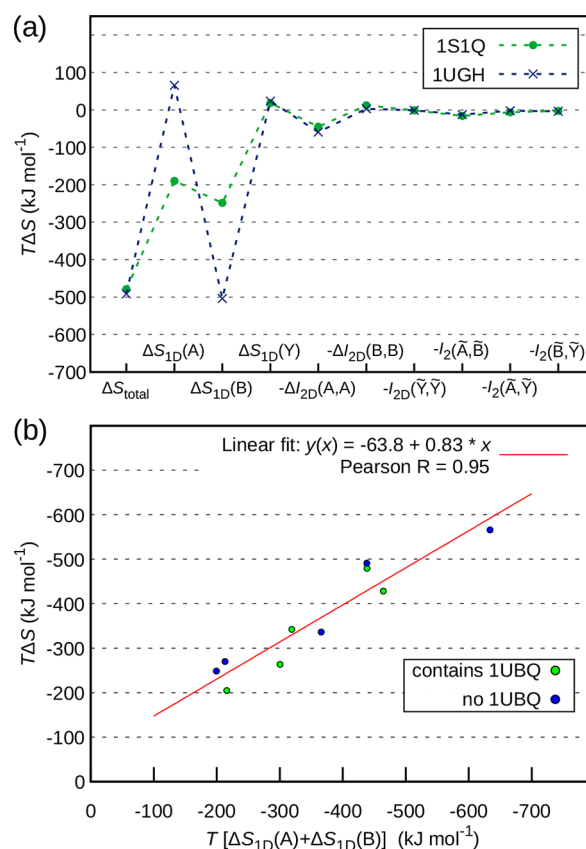 (a)
1S1Q
1UGH
100
0
-100
-200
-300
-400
-500
-600
-700
TΔS (kJ mol⁻¹)
ΔS₁D(A) ΔS₁D(Y) -ΔI₂D(B,B) -I₂(Ã,B̃) -I₂(B̃,Ỹ)
ΔS_total ΔS₁D(B) -ΔI₂D(A,A) -I₂D(Ỹ,Ỹ) -I₂(Ã,Ỹ)
(b)
Linear fit: y(x) = -63.8 + 0.83 * x
Pearson R = 0.95
-700
-600
-500
-400
-300
-200
-100
0
TΔS (kJ mol⁻¹)
contains 1UBQ
no 1UBQ
0 -100 -200 -300 -400 -500 -600 -700
T [ΔS₁D(A)+ΔS₁D(B)] (kJ mol⁻¹)